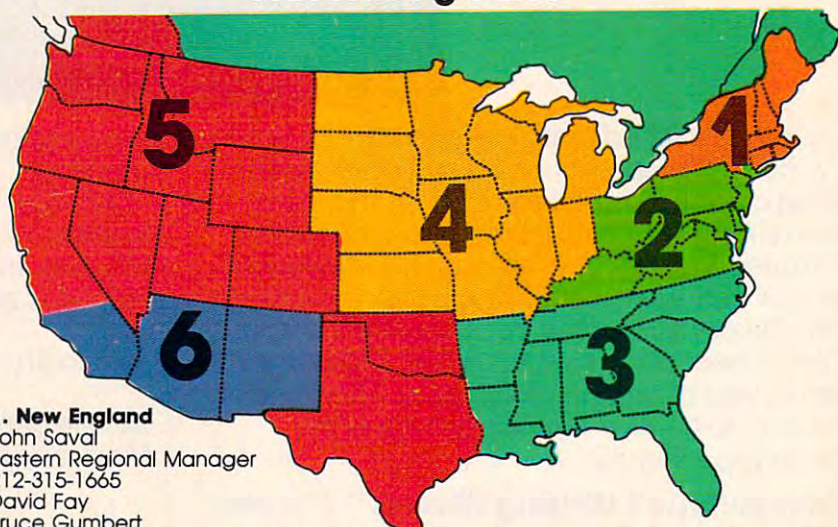 5
1
4
2
6
3
. New England
ohn Saval
astern Regional Manager
12-315-1665
David Fay
ruce Gumbert